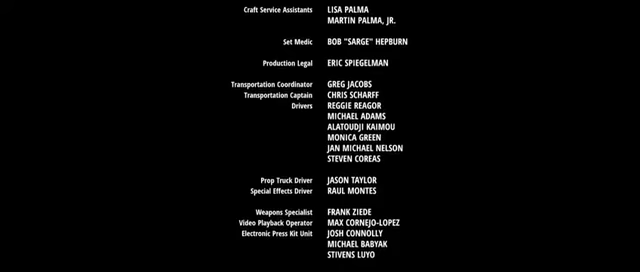 Craft Service Assistants LISA PALMA
MARTIN PALMA, JR.
Set Medic BOB "SARGE" HEPBURN
Production Legal ERIC SPIEGELMAN
Transportation Coordinator GREG JACOBS
Transportation Captain CHRIS SCHARFF
Drivers REGGIE REAGOR
MICHAEL ADAMS
ALATOUDJI KAIMOU
MONICA GREEN
JAN MICHAEL NELSON
STEVEN COREAS
Prop Truck Driver JASON TAYLOR
Special Effects Driver RAUL MONTES
Weapons Specialist FRANK ZIEDE
Video Playback Operator MAX CORNEJO-LOPEZ
Electronic Press Kit Unit JOSH CONNOLLY
MICHAEL BABYAK
STIVENS LUYO